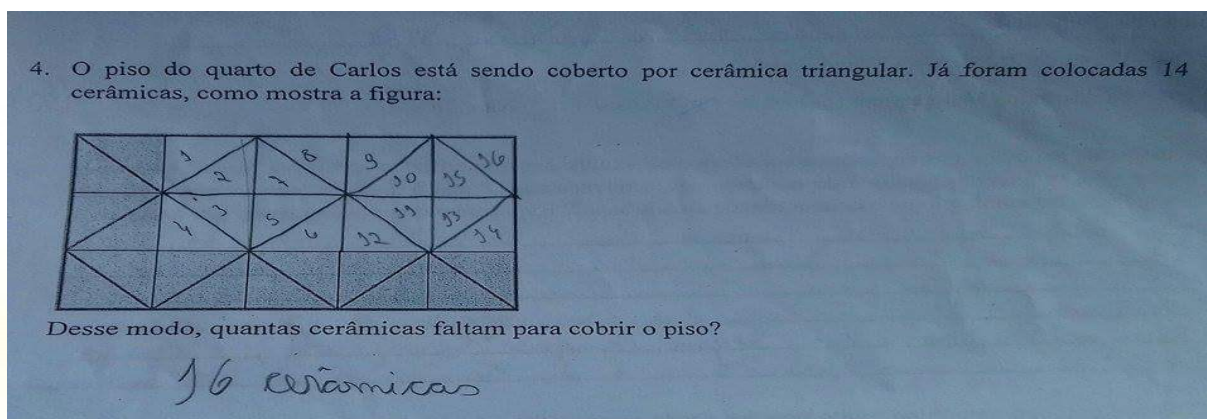 4. O piso do quarto de Carlos está sendo coberto por cerâmica triangular. Já foram colocadas 14
cerâmicas, como mostra a figura:
1 8 9 16
2 7 10 15
3 5 11 13
4 6 12 14
Desse modo, quantas cerâmicas faltam para cobrir o piso?
16 cerâmicas